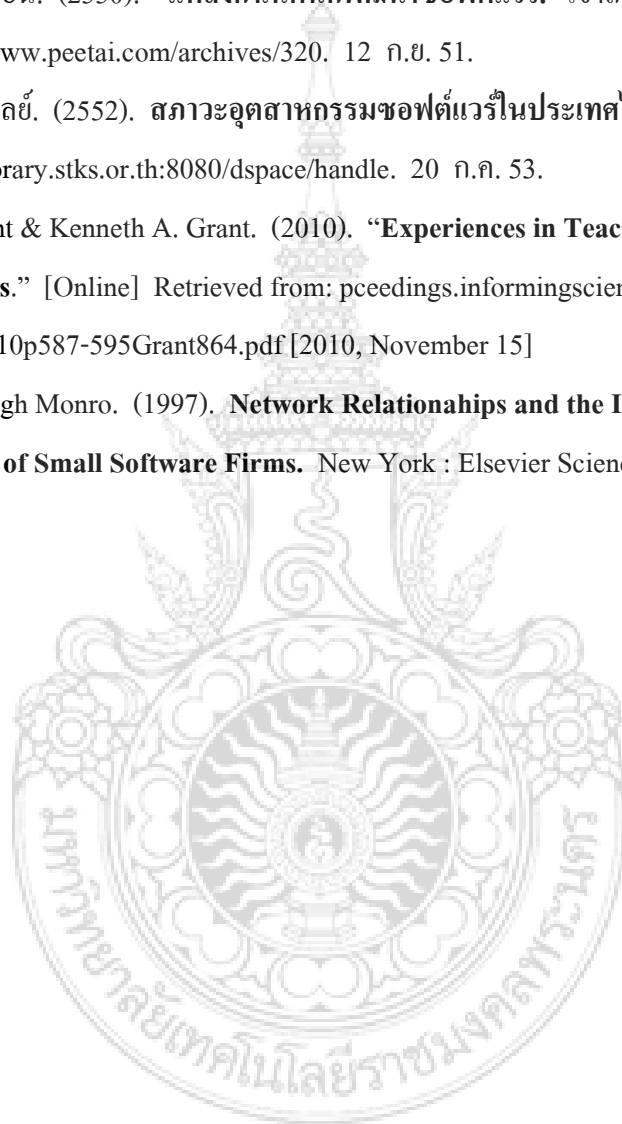 ww.peetai.com/archives/320. 12 ก.ย. 51.
ลย์. (2552). สภาวะอุตสาหกรรมซอฟต์แวร์ในประเทศ
rary.stks.or.th:8080/dspace/handle. 20 ก.ค. 53.
nt & Kenneth A. Grant. (2010). “Experiences in Teac
s.” [Online] Retrieved from: pceedings.informingscien
10p587-595Grant864.pdf [2010, November 15]
gh Monro. (1997). Network Relationahips and the I
of Small Software Firms. New York : Elsevier Scienc
มหาวิทยาลัยเทคโนโลยีราชมงคลพระนคร